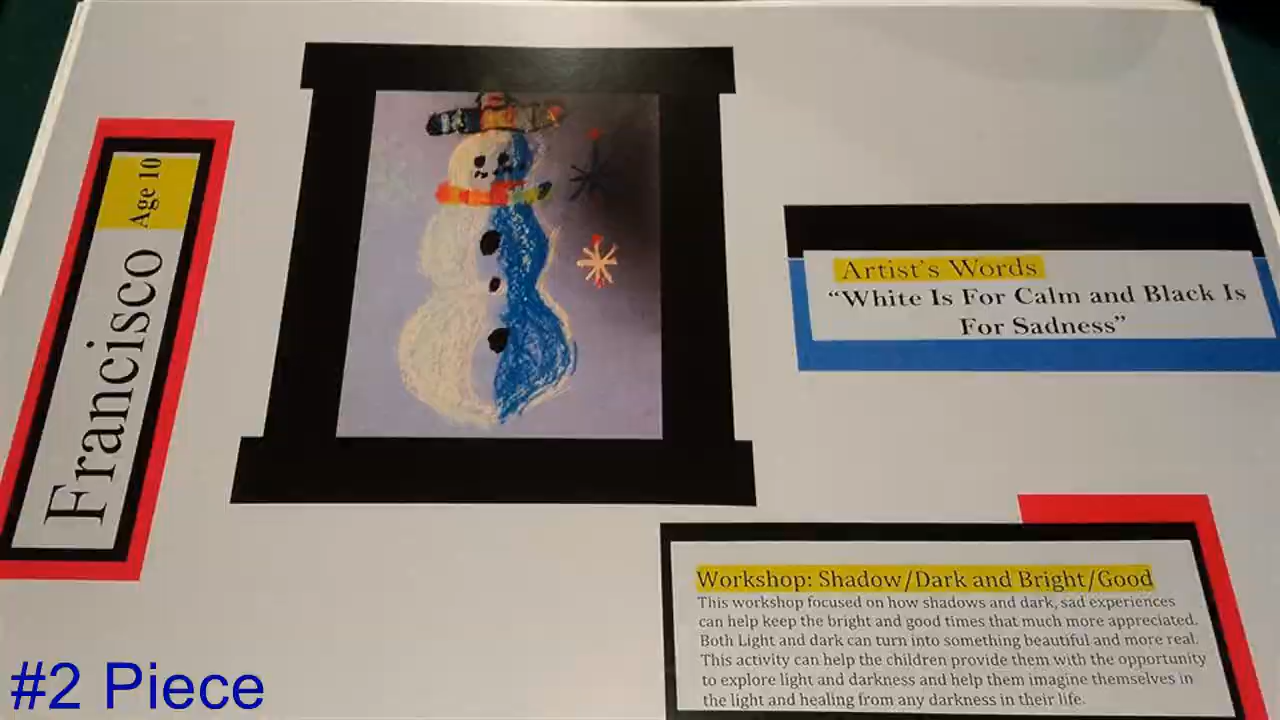 Francisco Age 10
Artist's Words
"White Is For Calm and Black Is
For Sadness"
Workshop: Shadow/Dark and Bright/Good
This workshop focused on how shadows and dark, sad experiences
can help keep the bright and good times that much more appreciated.
Both Light and dark can turn into something beautiful and more real.
This activity can help the children provide them with the opportunity
to explore light and darkness and help them imagine themselves in
the light and healing from any darkness in their life.
#2 Piece